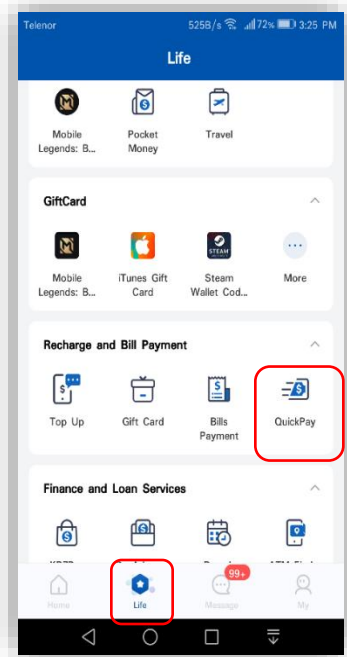 Telenor 525B/s 72% 3:25 PM
Life
Mobile Legends: B...
Pocket Money
Travel
GiftCard
Mobile Legends: B...
iTunes Gift Card
STEAM
Steam Wallet Cod...
More
Recharge and Bill Payment
Top Up
Gift Card
Bills Payment
QuickPay
Finance and Loan Services
99+
Home
Life
Message
My